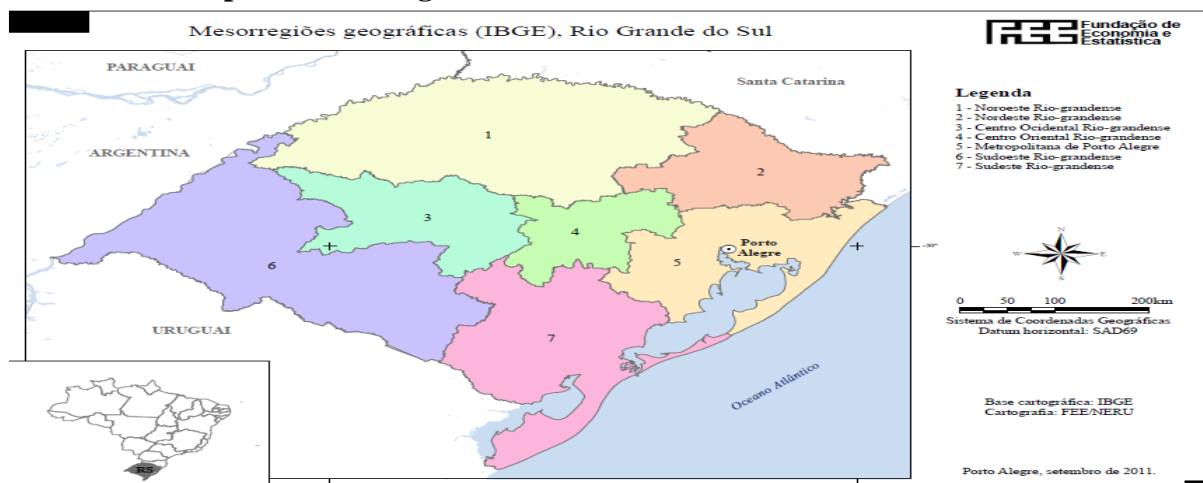 Mesorregiões geográficas (IBGE), Rio Grande do Sul
FEE Fundação de
Economia e
Estatística
PARAGUAI
Santa Catarina
ARGENTINA
1
2
3
4
Porto
Alegre
5
6
URUGUAI
7
Oceano Atlântico
RS
-30°
Legenda
1 - Noroeste Rio-grandense
2 - Nordeste Rio-grandense
3 - Centro Ocidental Rio-grandense
4 - Centro Oriental Rio-grandense
5 - Metropolitana de Porto Alegre
6 - Sudoeste Rio-grandense
7 - Sudeste Rio-grandense
N
W E
S
0 50 100 200km
Sistema de Coordenadas Geográficas
Datum horizontal: SAD69
Base cartográfica: IBGE
Cartografia: FEE/NERU
Porto Alegre, setembro de 2011.